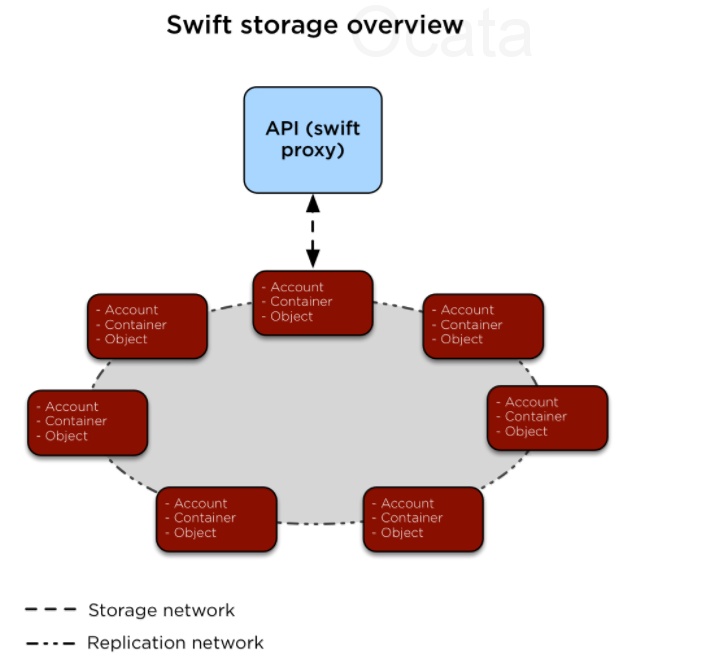 Swift storage overview
Ocata
API (swift
proxy)
- Account
- Container
- Object
- Account
- Container
- Object
- Account
- Container
- Object
- Account
- Container
- Object
- Account
- Container
- Object
- Account
- Container
- Object
- Account
- Container
- Object
Storage network
Replication network